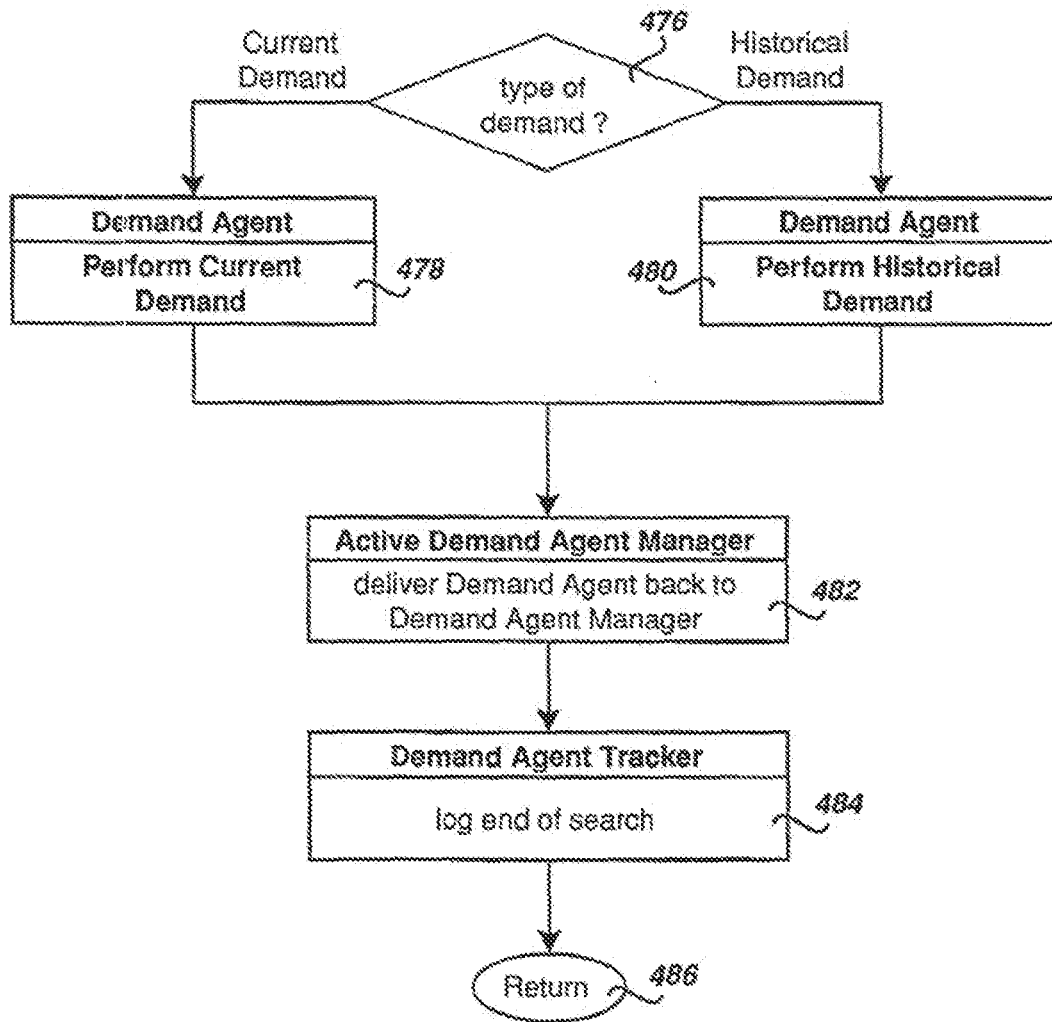 476
Current
Demand
Historical
Demand
type of
demand ?
Demand Agent
Perform Current
Demand
478
Demand Agent
480
Perform Historical
Demand
Active Demand Agent Manager
deliver Demand Agent back to
Demand Agent Manager
482
Demand Agent Tracker
log end of search
484
Return
486